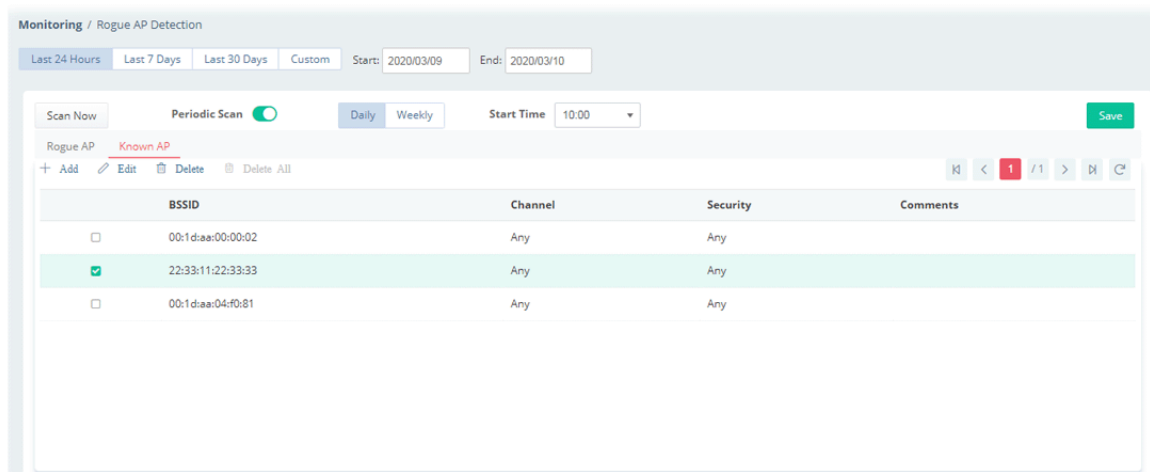 Monitoring / Rogue AP Detection
Last 24 Hours Last 7 Days Last 30 Days Custom Start: 2020/03/09 End: 2020/03/10
Scan Now Periodic Scan Daily Weekly Start Time 10:00 Save
Rogue AP Known AP
+ Add Edit Delete Delete All 1 / 1
BSSID Channel Security Comments
00:1d:aa:00:00:02 Any Any
22:33:11:22:33:33 Any Any
00:1d:aa:04:f0:81 Any Any